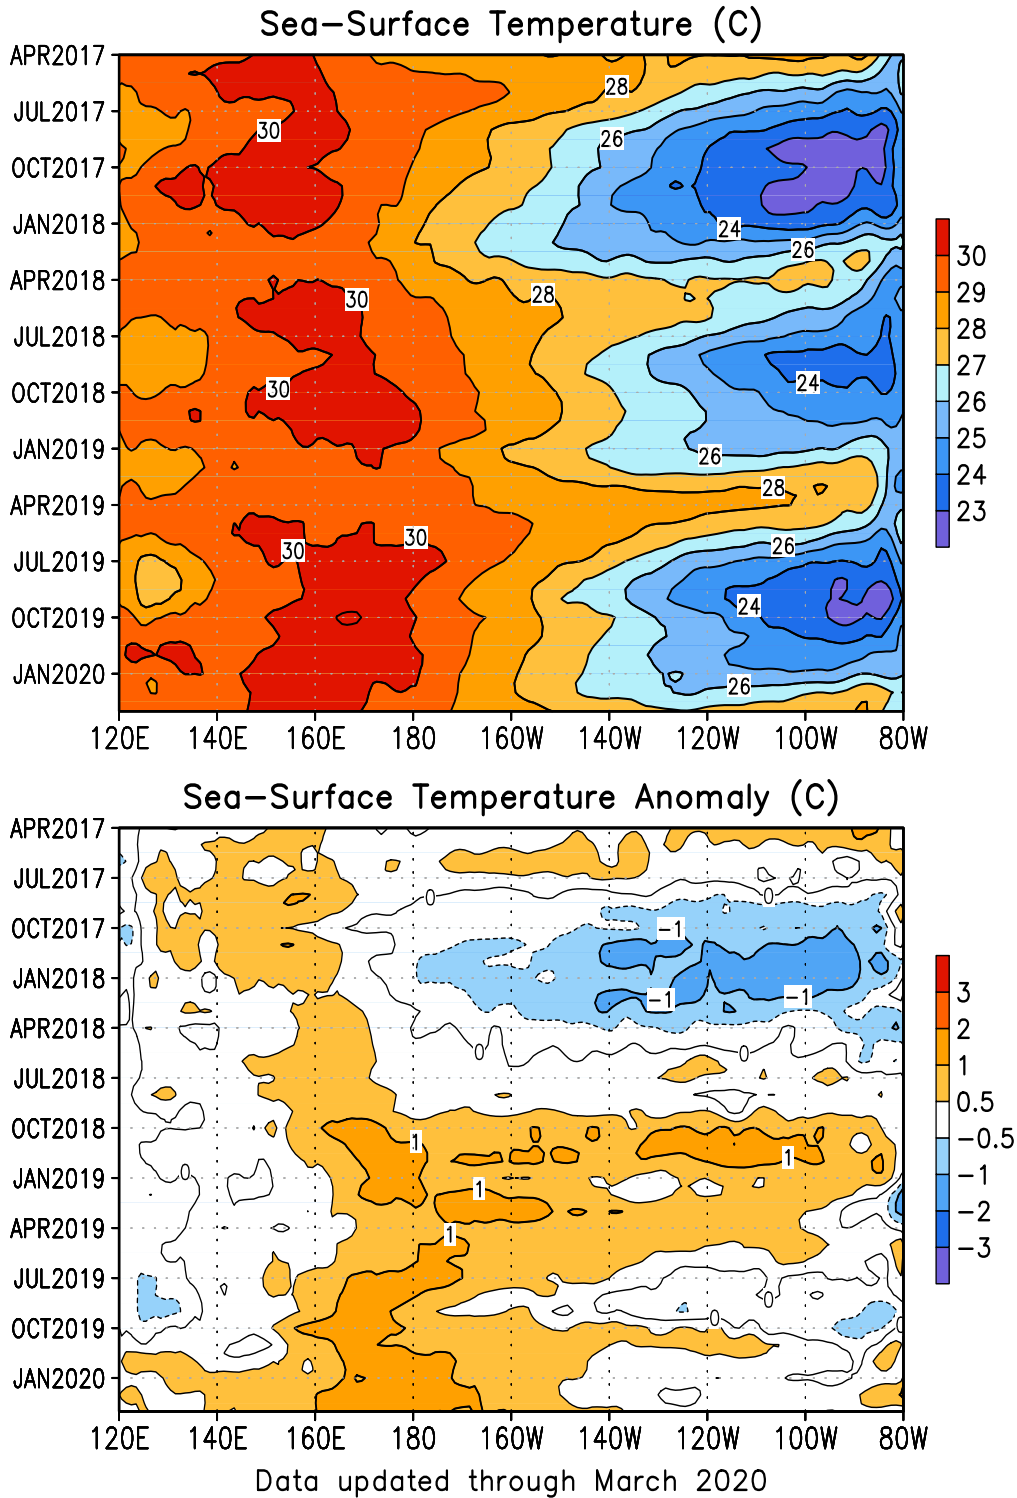 Sea-Surface Temperature (C)
APR2017
JUL2017
OCT2017
JAN2018
APR2018
JUL2018
OCT2018
JAN2019
APR2019
JUL2019
OCT2019
JAN2020
28
30
26
24
26
30
28
30
24
26
28
30
30
26
24
26
120E 140E 160E 180 160W 140W 120W 100W 80W
30
29
28
27
26
25
24
23
Sea-Surface Temperature Anomaly (C)
APR2017
JUL2017
OCT2017
JAN2018
APR2018
JUL2018
OCT2018
JAN2019
APR2019
JUL2019
OCT2019
JAN2020
0 0
-1
-1 -1
0 0
1
1
0
1
1
0
0
0
120E 140E 160E 180 160W 140W 120W 100W 80W
3
2
1
0.5
-0.5
-1
-2
-3
Data updated through March 2020